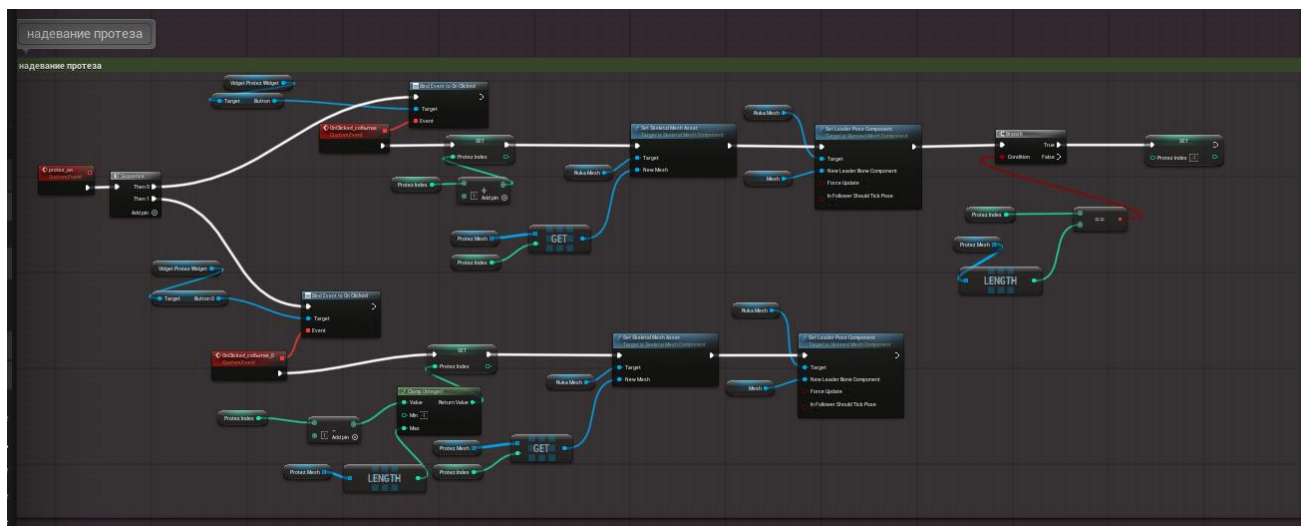 надевание протеза
надевание протеза
Vidget Protez Widget
Target Button
Bind Event to On Clicked
Target
Event
OnClicked_событие
Custom Event
SET
Protez Index
Protez Index
Add pin
protez_on
Custom Event
Sequence
Then 0
Then 1
Add pin
Set Skeletal Mesh Asset
Target is Skeletal Mesh Component
Target
New Mesh
Ruka Mesh
Protez Mesh
GET
Protez Index
Ruka Mesh
Mesh
Set Leader Pose Component
Target is Skinned Mesh Component
Target
New Leader Bone Component
Force Update
In Follower Should Tick Pose
Branch
True
Condition False
SET
Protez Index -1
Protez Index
==
Protez Mesh
LENGTH
Vidget Protez Widget
Target Button 0
Bind Event to On Clicked
Target
Event
OnClicked_событие_0
Custom Event
SET
Protez Index
Clamp (Integer)
Value Return Value
Min
Max
Protez Index
Add pin
Protez Mesh
LENGTH
Set Skeletal Mesh Asset
Target is Skeletal Mesh Component
Target
New Mesh
Ruka Mesh
Protez Mesh
GET
Protez Index
Ruka Mesh
Mesh
Set Leader Pose Component
Target is Skinned Mesh Component
Target
New Leader Bone Component
Force Update
In Follower Should Tick Pose